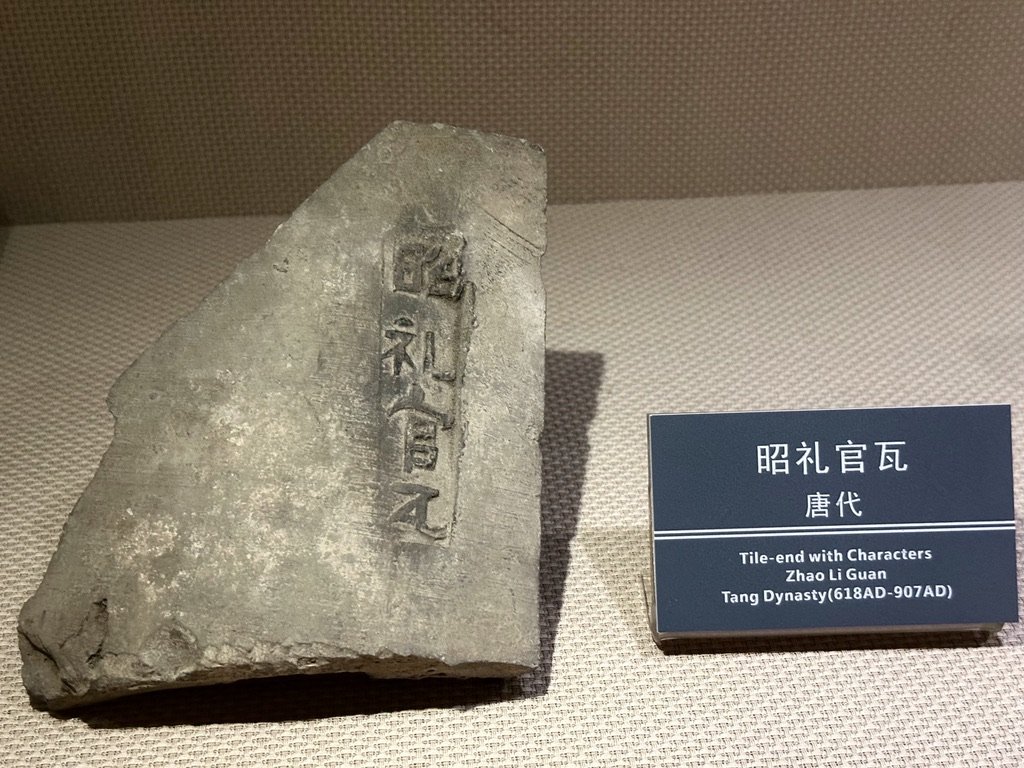 昭礼官瓦
昭礼官瓦
唐代
Tile-end with Characters
Zhao Li Guan
Tang Dynasty(618AD-907AD)